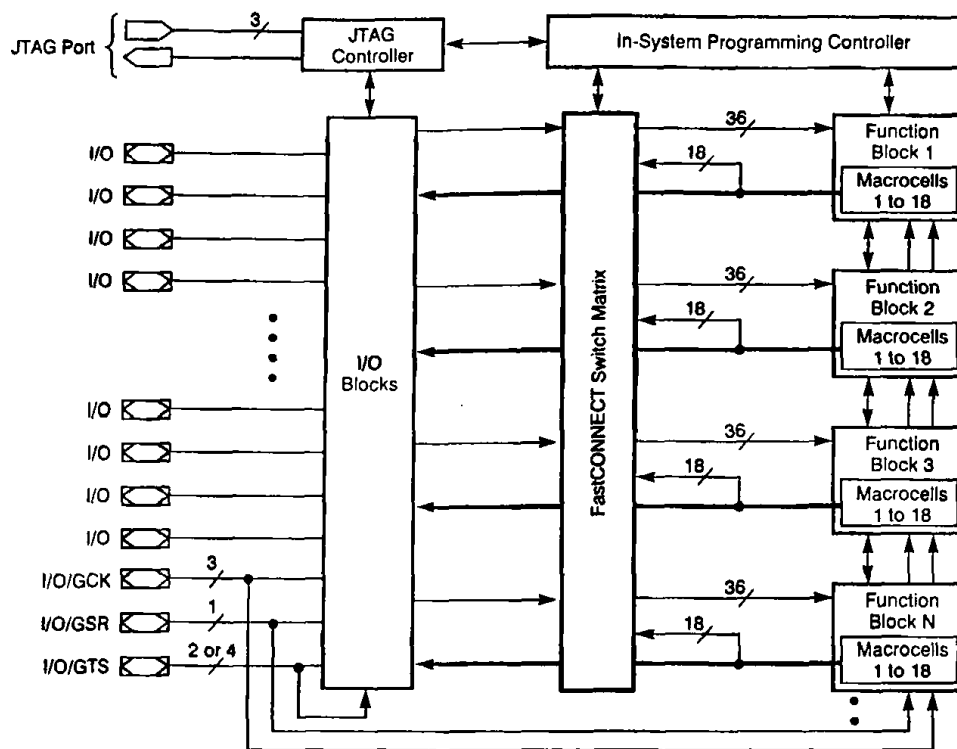 JTAG Port
3
JTAG
Controller
In-System Programming Controller
I/O
I/O
I/O
I/O
I/O
I/O
I/O
I/O
I/O/GCK
3
I/O/GSR
1
I/O/GTS
2 or 4
I/O
Blocks
FastCONNECT Switch Matrix
36
18
Function
Block 1
Macrocells
1 to 18
36
18
Function
Block 2
Macrocells
1 to 18
36
18
Function
Block 3
Macrocells
1 to 18
36
18
Function
Block N
Macrocells
1 to 18